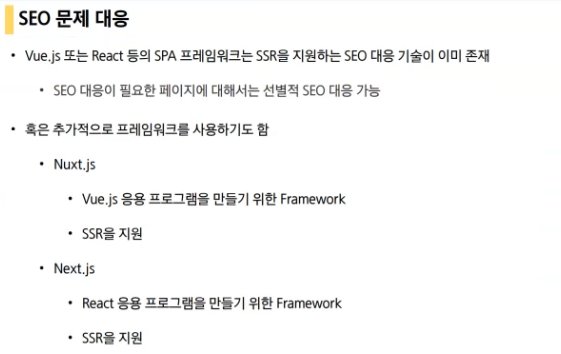 SEO 문제 대응
• Vue.js 또는 React 등의 SPA 프레임워크는 SSR을 지원하는 SEO 대응 기술이 이미 존재
• SEO 대응이 필요한 페이지에 대해서는 선별적 SEO 대응 가능
• 혹은 추가적으로 프레임워크를 사용하기도 함
• Nuxt.js
• Vue.js 응용 프로그램을 만들기 위한 Framework
• SSR을 지원
• Next.js
• React 응용 프로그램을 만들기 위한 Framework
• SSR을 지원